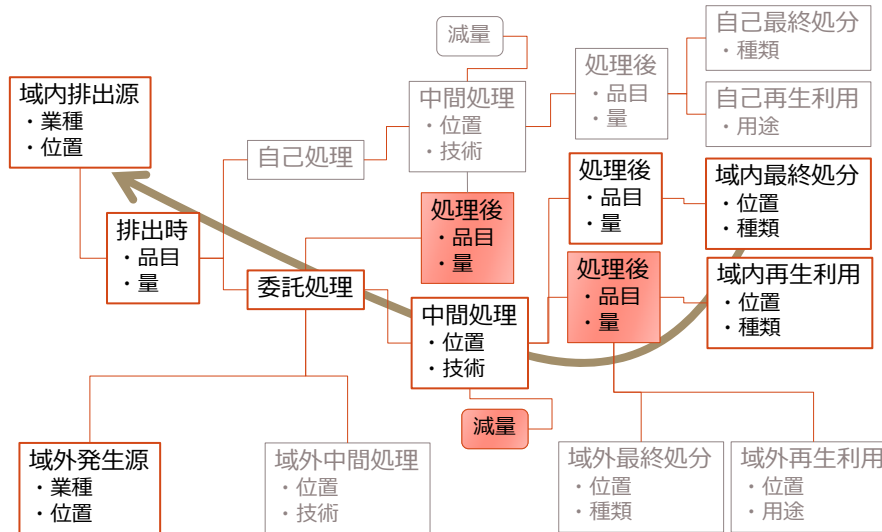 減量
自己最終処分
・種類
域内排出源
・業種
・位置
中間処理
・位置
・技術
処理後
・品目
・量
自己再生利用
・用途
自己処理
処理後
・品目
・量
処理後
・品目
・量
域内最終処分
・位置
・種類
排出時
・品目
・量
委託処理
処理後
・品目
・量
域内再生利用
・位置
・種類
中間処理
・位置
・技術
減量
域外発生源
・業種
・位置
域外中間処理
・位置
・技術
域外最終処分
・位置
・種類
域外再生利用
・位置
・用途